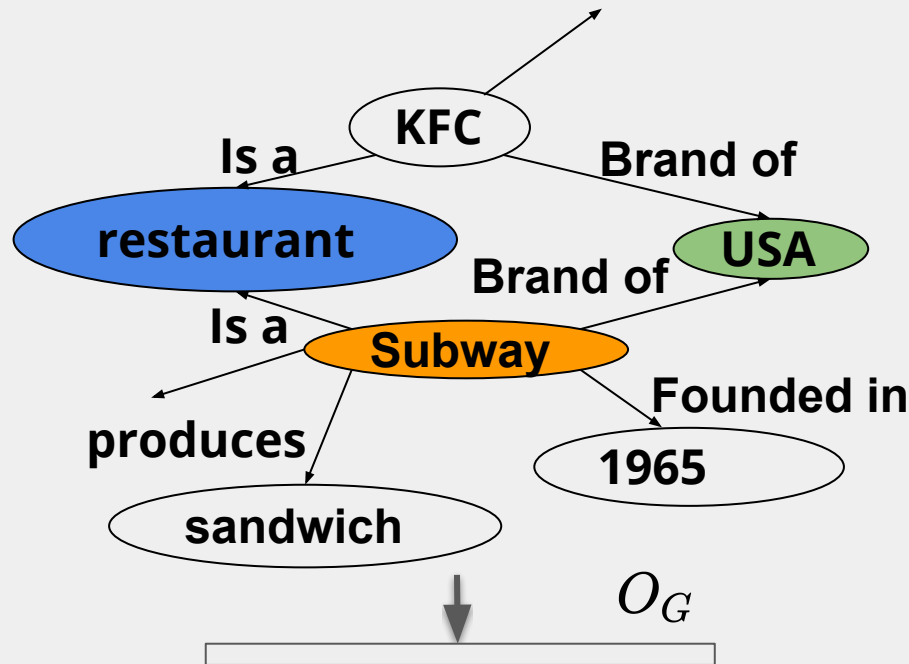 KFC
Is a
Brand of
restaurant
USA
Brand of
Is a
Subway
Founded in
produces
1965
sandwich
O_G